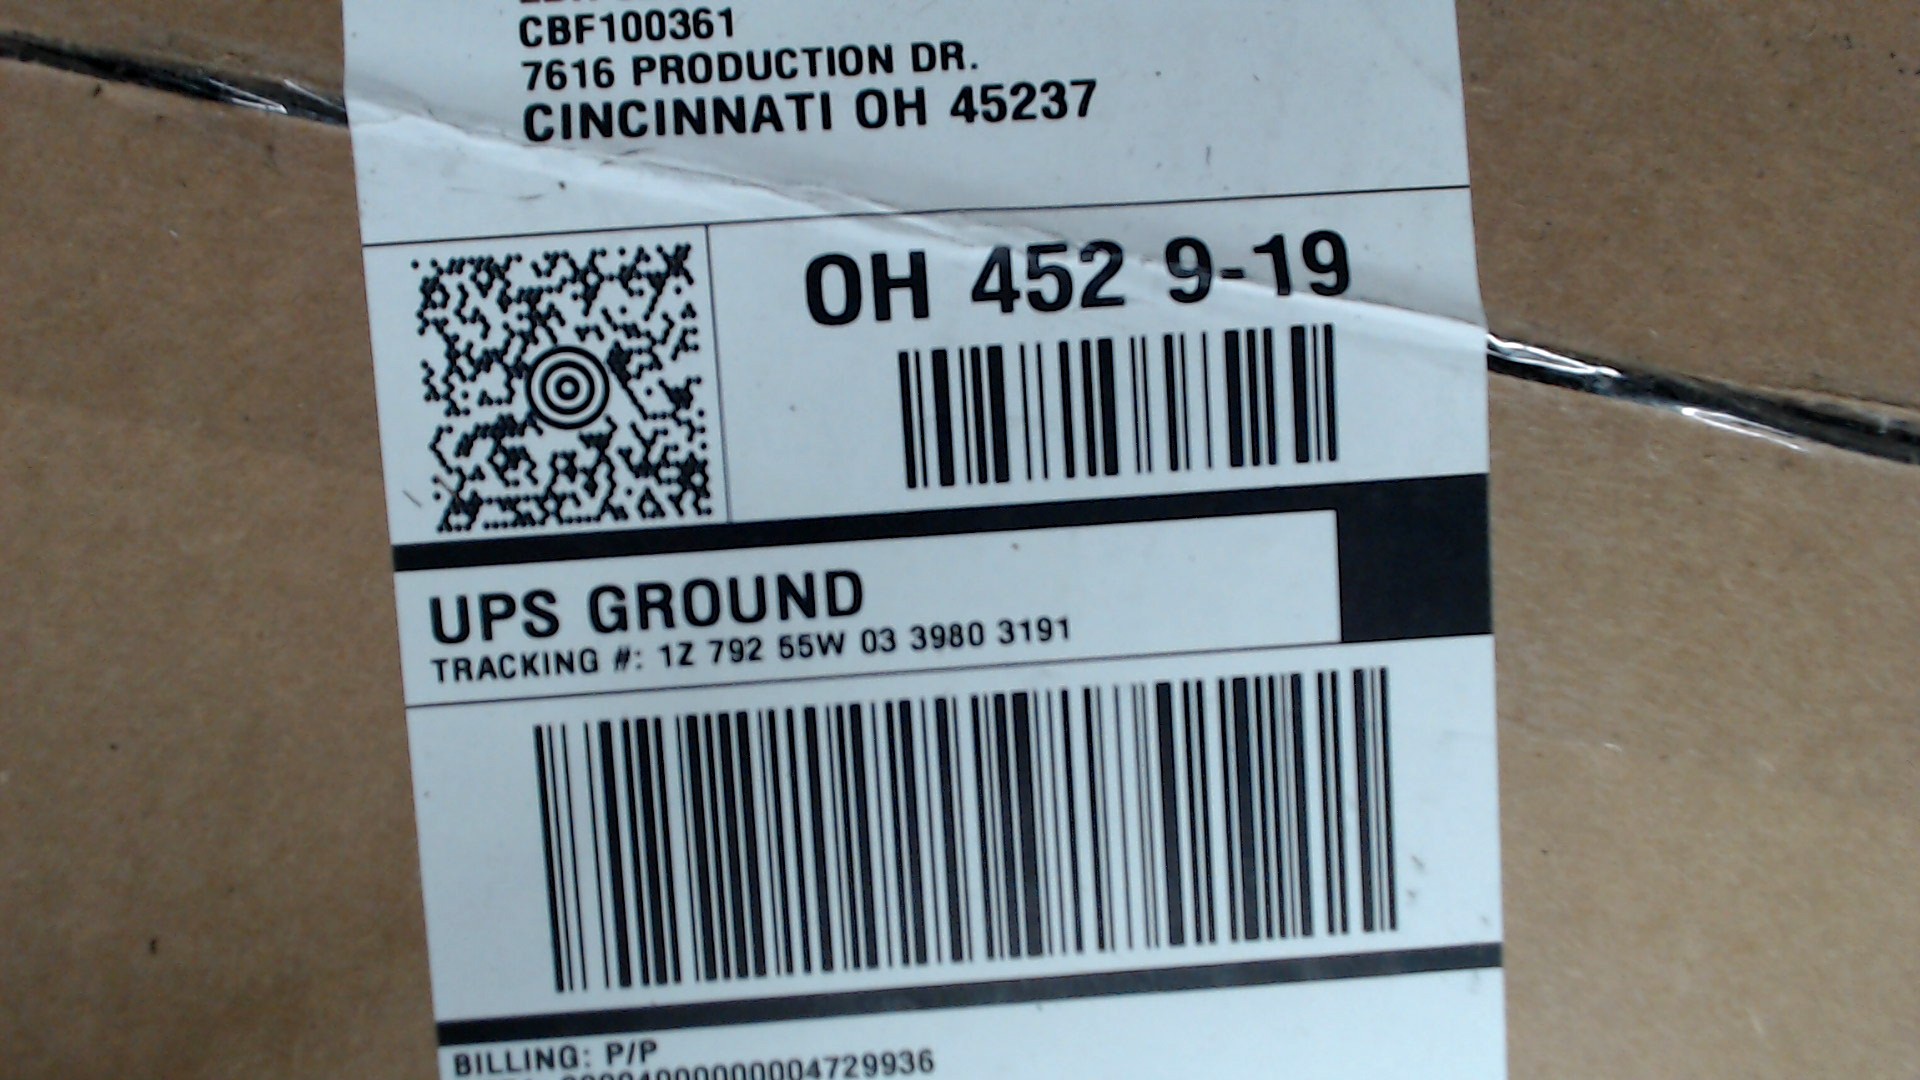 CBF100361
7616 PRODUCTION DR.
CINCINNATI OH 45237
OH 452 9-19
UPS GROUND
TRACKING #: 1Z 792 55W 03 3980 3191
BILLING: P/P